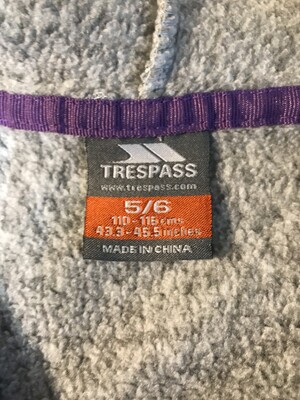 TRESPASS
www.trespass.com
5/6
110-116 cms
43.3-45.5 inches
MADE IN CHINA